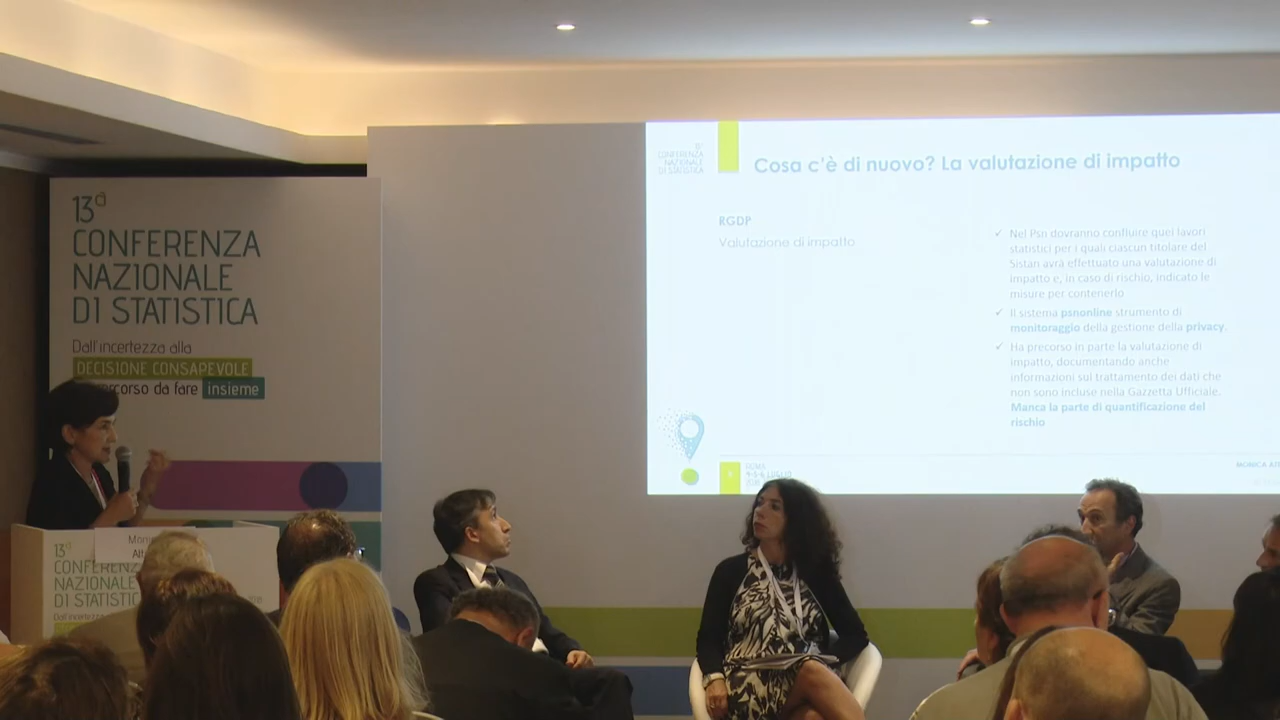 13ª
CONFERENZA
NAZIONALE
DI STATISTICA
Dall'incertezza alla
DECISIONE CONSAPEVOLE
percorso da fare insieme
CONFERENZA
NAZIONALE
DI STATISTICA
Cosa c'è di nuovo? La valutazione di impatto
RGDP
Valutazione di impatto
✓ Nel Psn dovranno confluire quei lavori
statistici per i quali ciascun titolare del
Sistan avrà effettuato una valutazione di
impatto e, in caso di rischio, indicato le
misure per contenerlo
✓ Il sistema psnonline strumento di
monitoraggio della gestione della privacy.
✓ Ha precorso in parte la valutazione di
impatto, documentando anche
informazioni sul trattamento dei dati che
non sono incluse nella Gazzetta Ufficiale.
Manca la parte di quantificazione del
rischio
ROMA
MONICA
13ª
CONFERENZA
NAZIONALE
DI STATISTICA